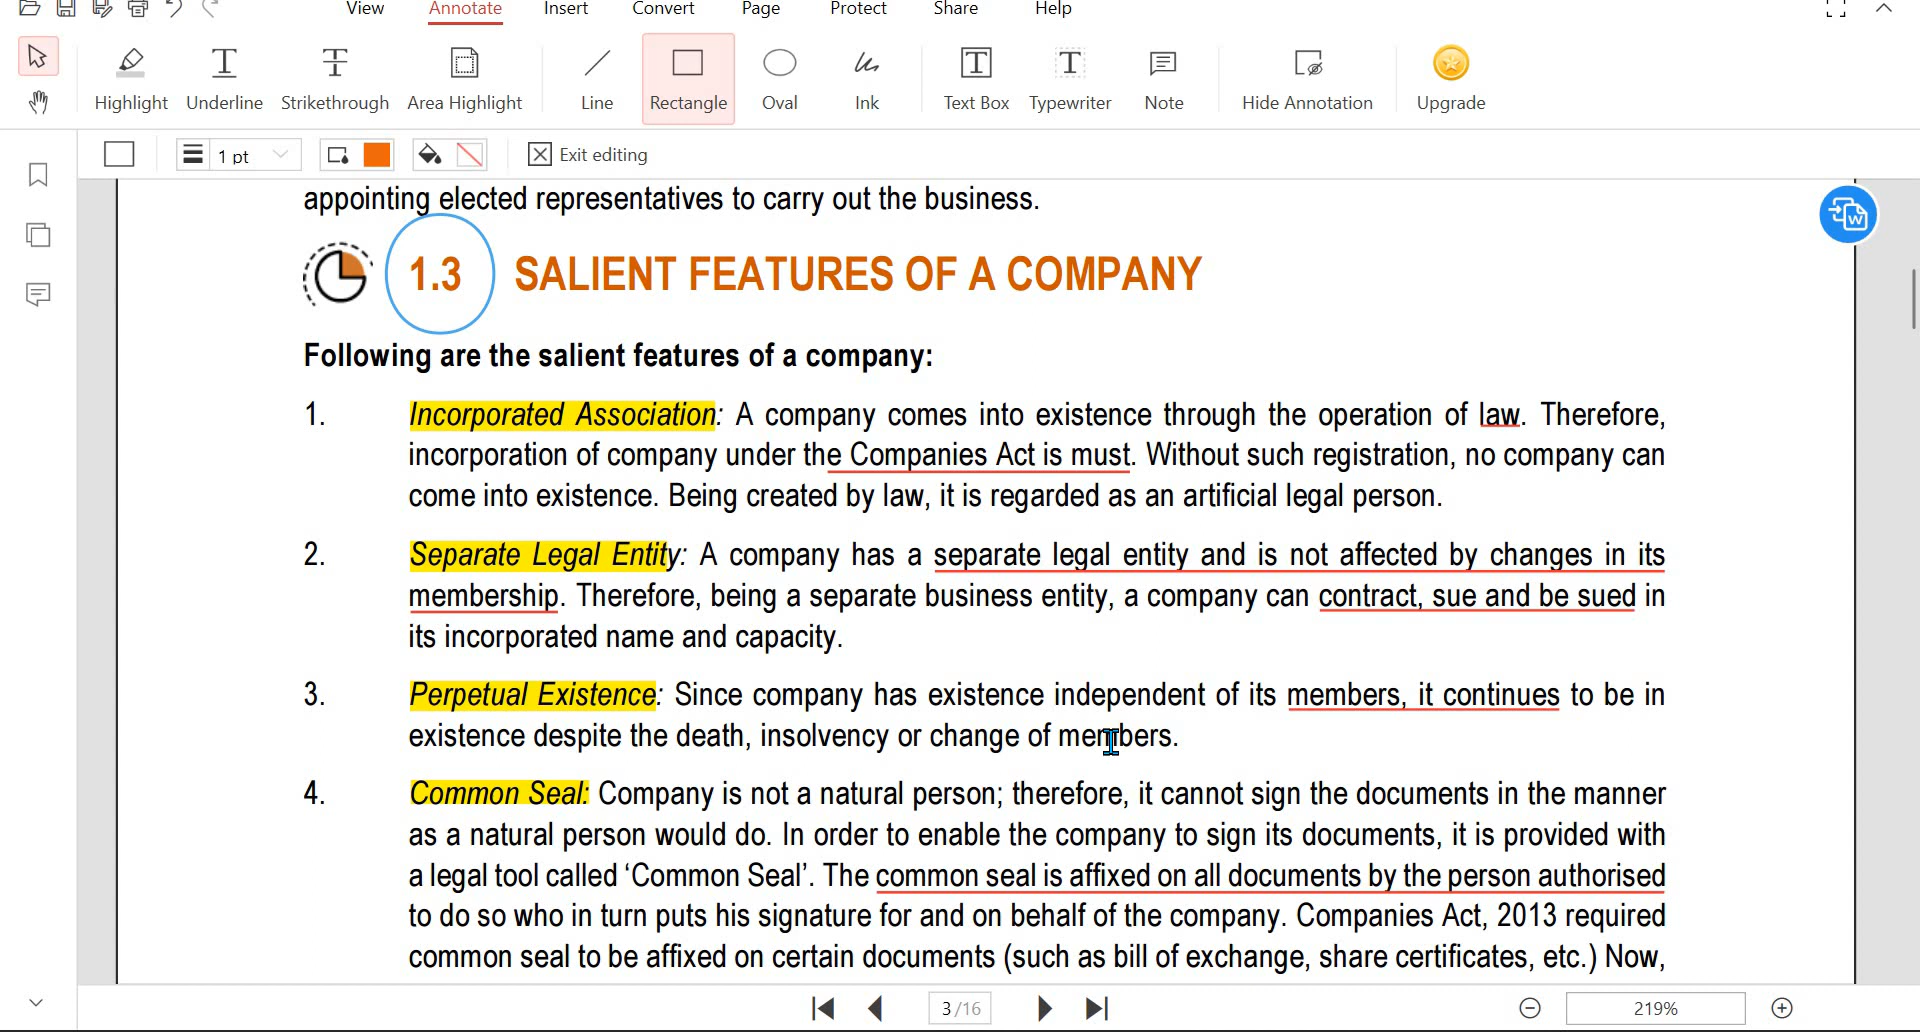 View Annotate Insert Convert Page Protect Share Help
Highlight Underline Strikethrough Area Highlight Line Rectangle Oval Ink Text Box Typewriter Note Hide Annotation Upgrade
1 pt Exit editing
appointing elected representatives to carry out the business.
1.3 SALIENT FEATURES OF A COMPANY
Following are the salient features of a company:
1. Incorporated Association: A company comes into existence through the operation of law. Therefore,
incorporation of company under the Companies Act is must. Without such registration, no company can
come into existence. Being created by law, it is regarded as an artificial legal person.
2. Separate Legal Entity: A company has a separate legal entity and is not affected by changes in its
membership. Therefore, being a separate business entity, a company can contract, sue and be sued in
its incorporated name and capacity.
3. Perpetual Existence: Since company has existence independent of its members, it continues to be in
existence despite the death, insolvency or change of members.
4. Common Seal: Company is not a natural person; therefore, it cannot sign the documents in the manner
as a natural person would do. In order to enable the company to sign its documents, it is provided with
a legal tool called ‘Common Seal’. The common seal is affixed on all documents by the person authorised
to do so who in turn puts his signature for and on behalf of the company. Companies Act, 2013 required
common seal to be affixed on certain documents (such as bill of exchange, share certificates, etc.) Now,
3 /16 219%